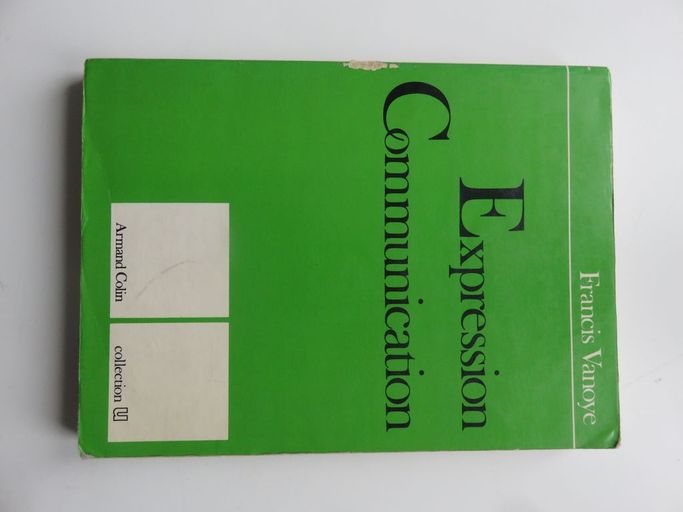 Francis Vanoye
Expression
Communication
Armand Colin
collection U